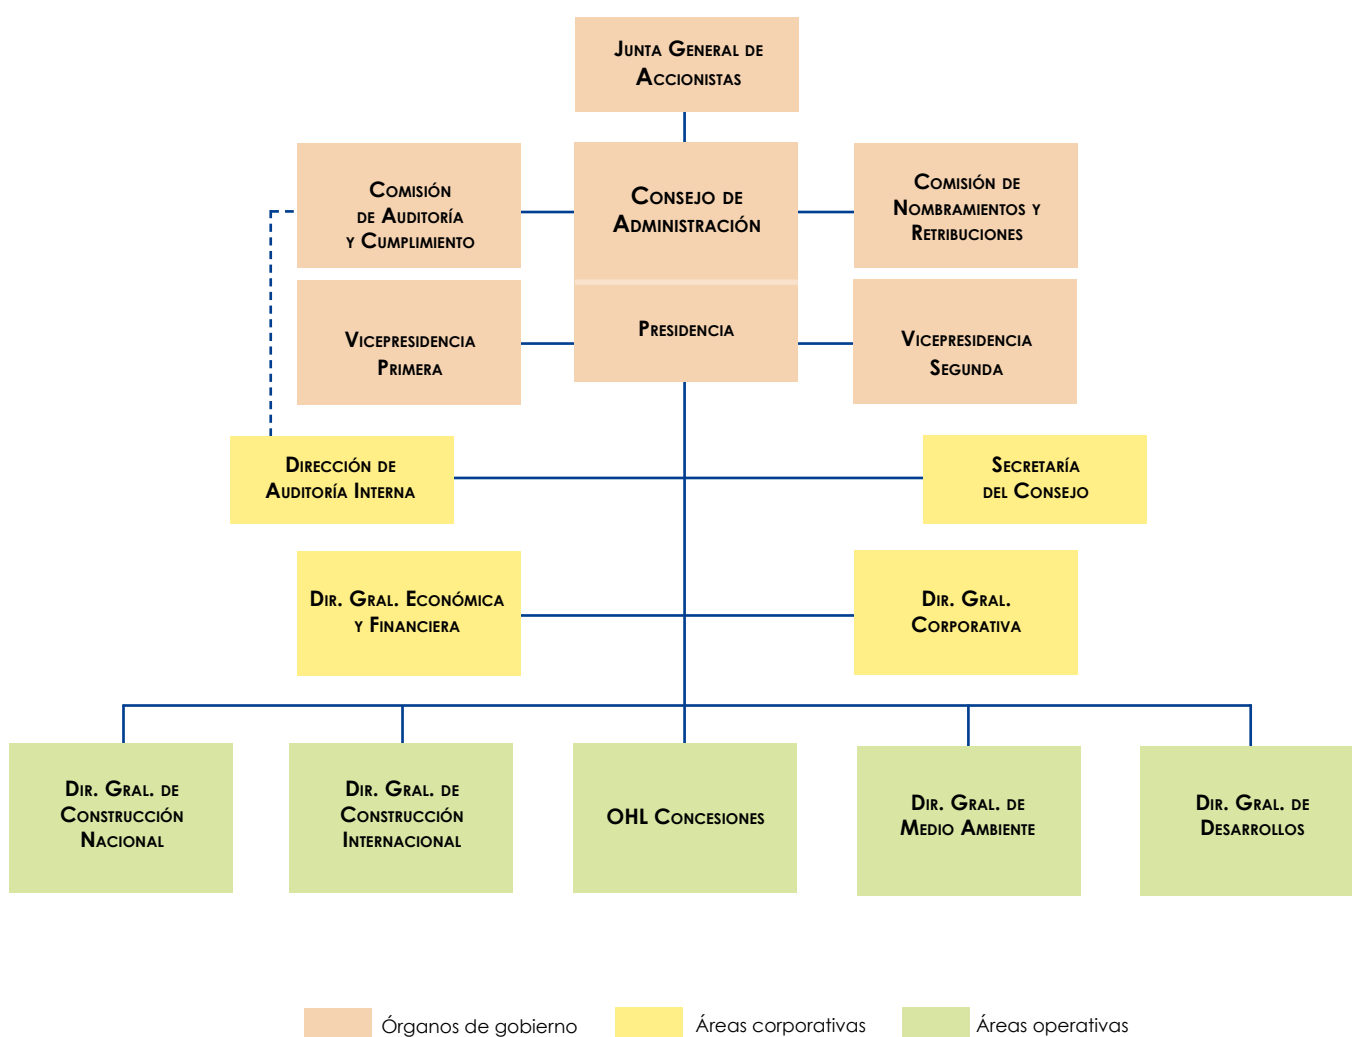 Junta General de
Accionistas
Comisión
de Auditoría
y Cumplimiento
Consejo de
Administración
Comisión de
Nombramientos y
Retribuciones
Vicepresidencia
Primera
Presidencia
Vicepresidencia
Segunda
Dirección de
Auditoría Interna
Secretaría
del Consejo
Dir. Gral. Económica
y Financiera
Dir. Gral.
Corporativa
Dir. Gral. de
Construcción
Nacional
Dir. Gral. de
Construcción
Internacional
OHL Concesiones
Dir. Gral. de
Medio Ambiente
Dir. Gral. de
Desarrollos
Órganos de gobierno
Áreas corporativas
Áreas operativas